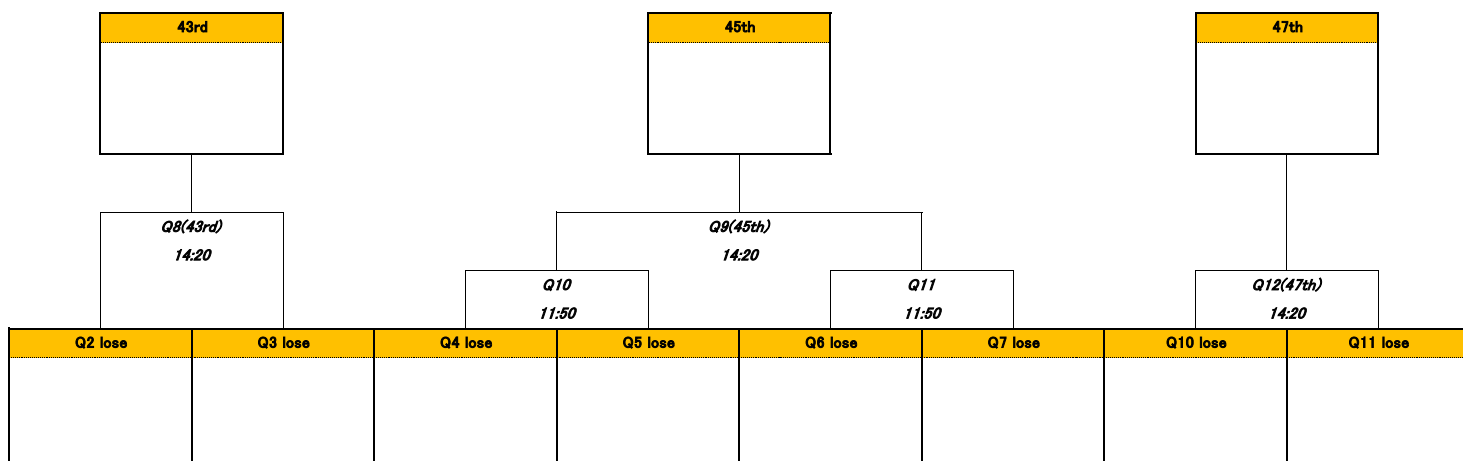 43rd
45th
47th
Q8(43rd)
14:20
Q9(45th)
14:20
Q10
11:50
Q11
11:50
Q12(47th)
14:20
Q2 lose
Q3 lose
Q4 lose
Q5 lose
Q6 lose
Q7 lose
Q10 lose
Q11 lose